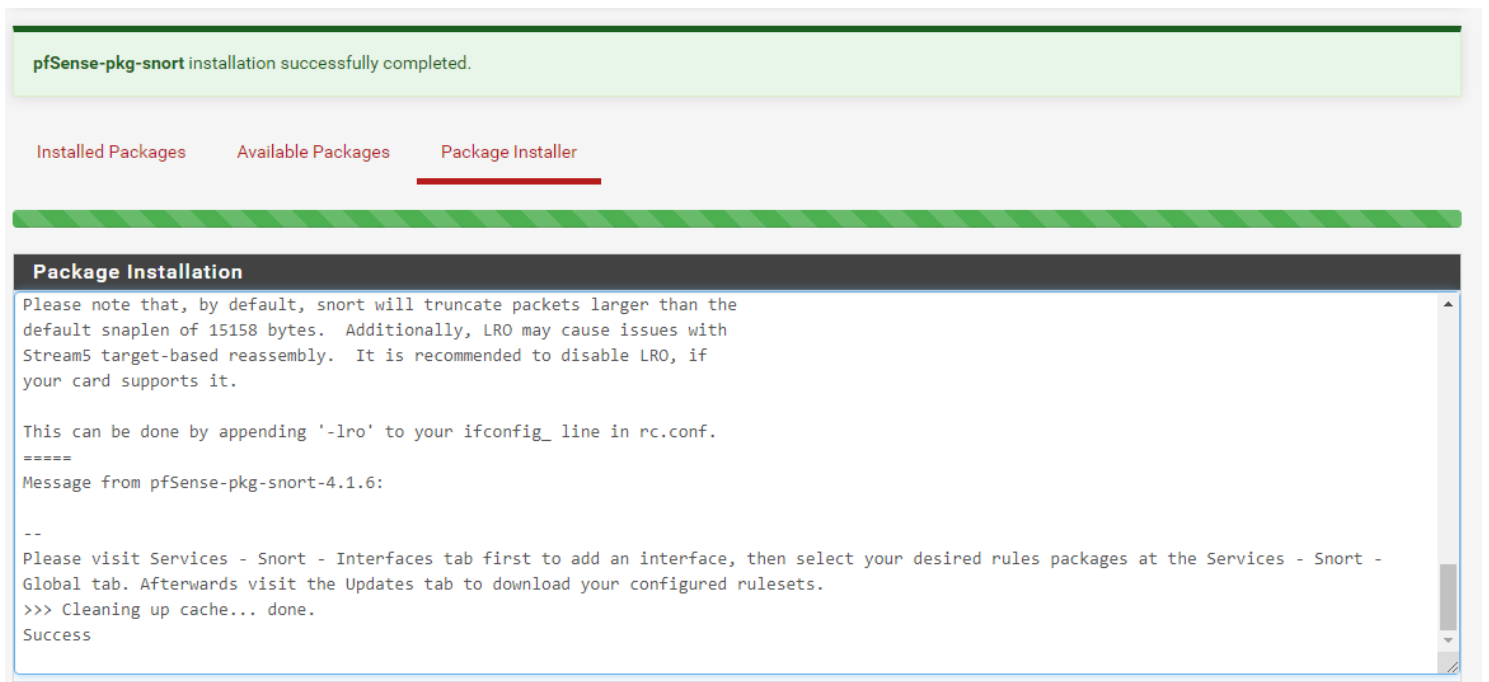 pfSense-pkg-snort installation successfully completed.
Installed Packages Available Packages Package Installer
Package Installation
Please note that, by default, snort will truncate packets larger than the
default snaplen of 15158 bytes.  Additionally, LRO may cause issues with
Stream5 target-based reassembly.  It is recommended to disable LRO, if
your card supports it.
This can be done by appending '-lro' to your ifconfig_ line in rc.conf.
=====
Message from pfSense-pkg-snort-4.1.6:
--
Please visit Services - Snort - Interfaces tab first to add an interface, then select your desired rules packages at the Services - Snort -
Global tab. Afterwards visit the Updates tab to download your configured rulesets.
>>> Cleaning up cache... done.
Success